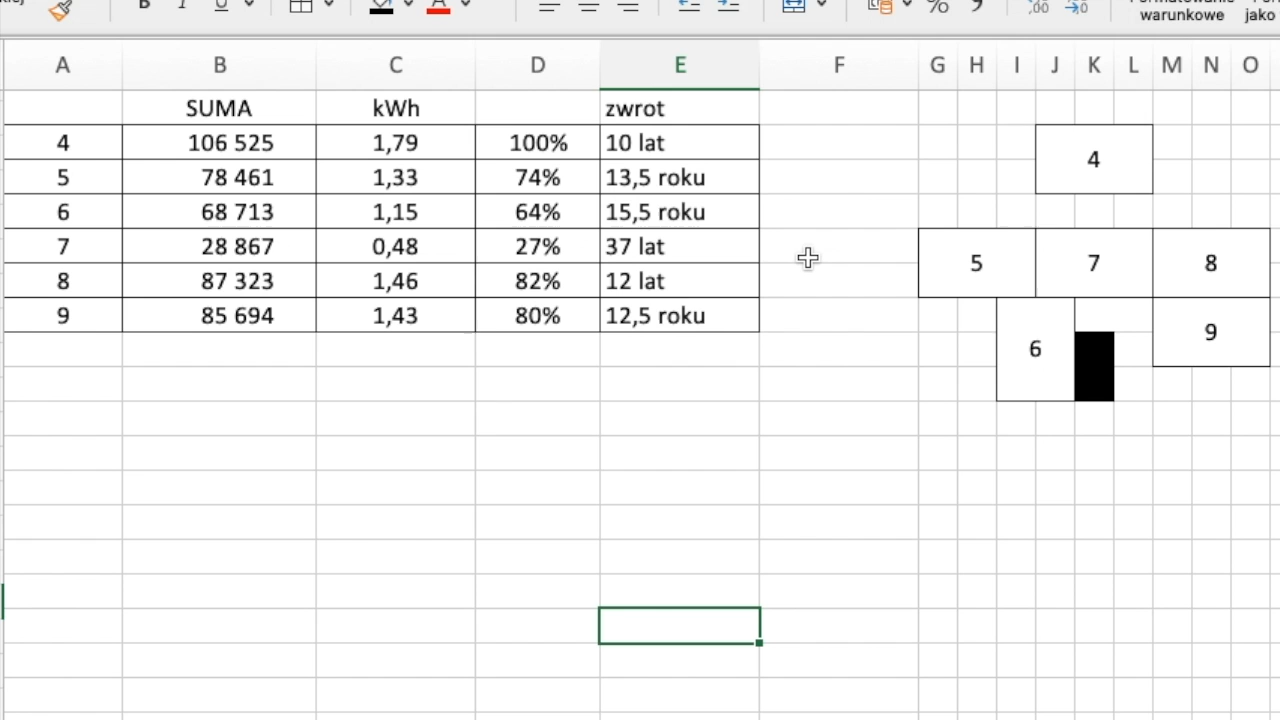 B I U A % 9 ,00 →,0
warunkowe jako
A B C D E F G H I J K L M N O
SUMA kWh zwrot
4 106 525 1,79 100% 10 lat
5 78 461 1,33 74% 13,5 roku
6 68 713 1,15 64% 15,5 roku
7 28 867 0,48 27% 37 lat
8 87 323 1,46 82% 12 lat
9 85 694 1,43 80% 12,5 roku
4
5 7 8
6 9